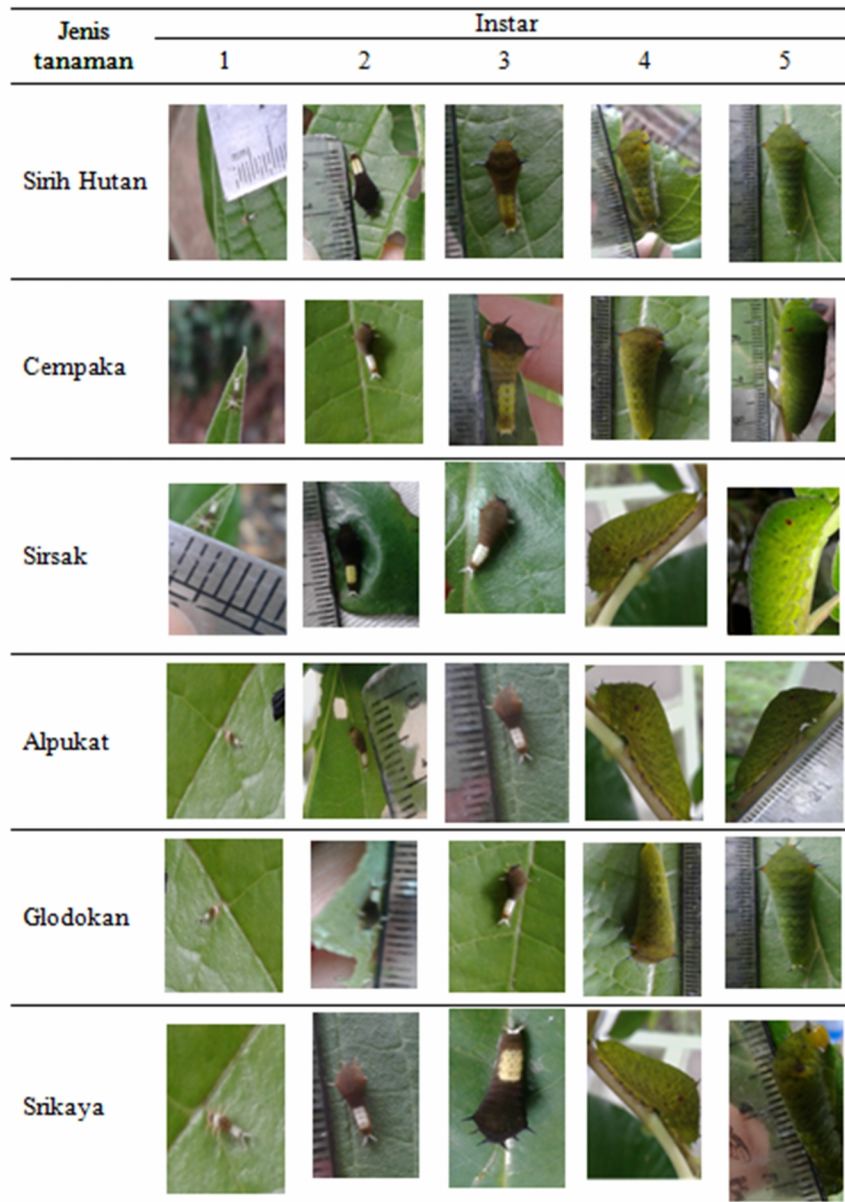 Jenis tanaman Instar
1 2 3 4 5
Sirih Hutan
Cempaka
Sirsak
Alpukat
Glodokan
Srikaya